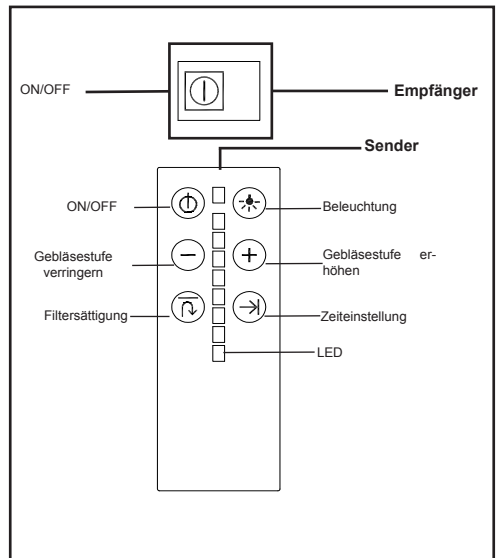 ON/OFF
Empfänger
Sender
ON/OFF
Beleuchtung
Gebläsestufe
verringern
Gebläsestufe er-
höhen
Filtersättigung
Zeiteinstellung
LED